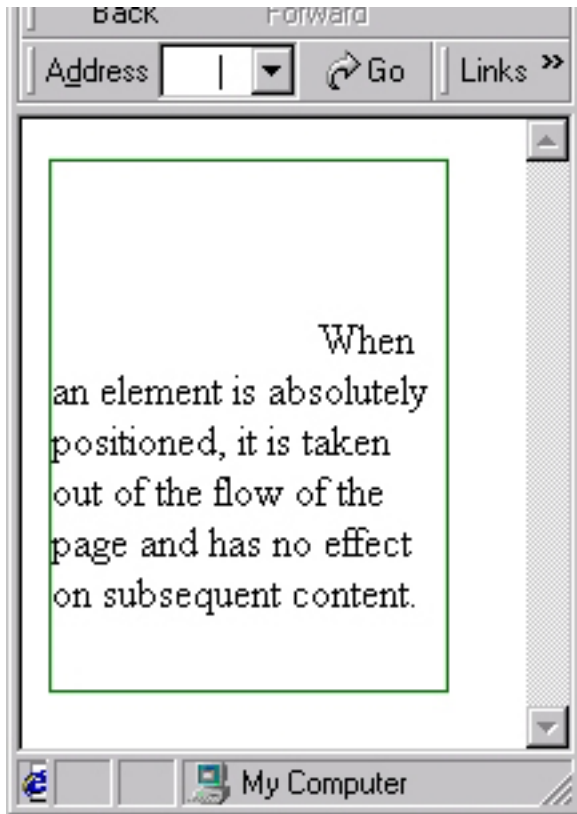 Back Forward
Address Go Links »
When
an element is absolutely
positioned, it is taken
out of the flow of the
page and has no effect
on subsequent content.
My Computer